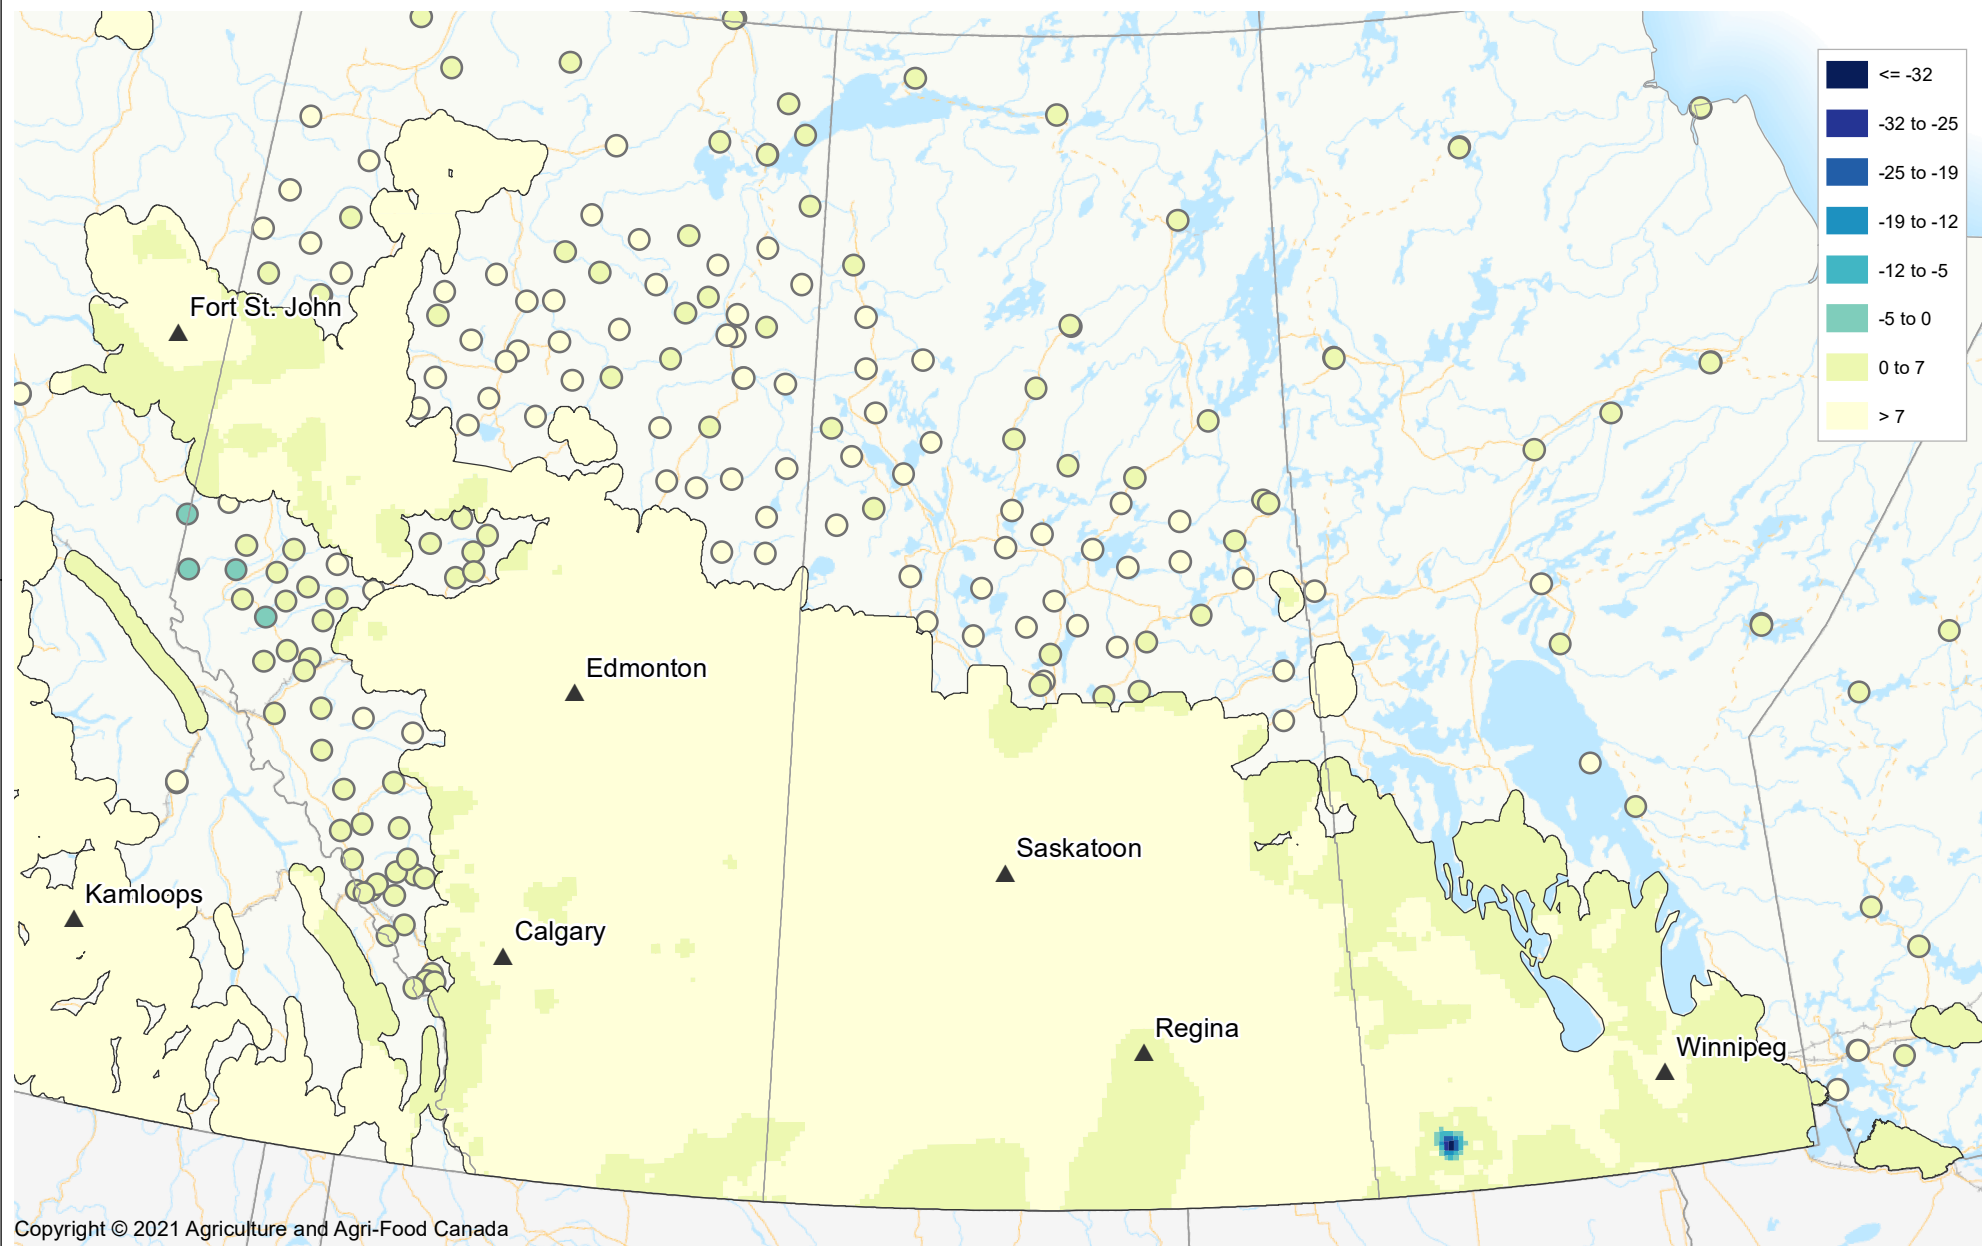 <= -32
-32 to -25
-25 to -19
-19 to -12
-12 to -5
-5 to 0
0 to 7
> 7
Fort St. John
Edmonton
Saskatoon
Kamloops
Calgary
Regina
Winnipeg
Copyright © 2021 Agriculture and Agri-Food Canada